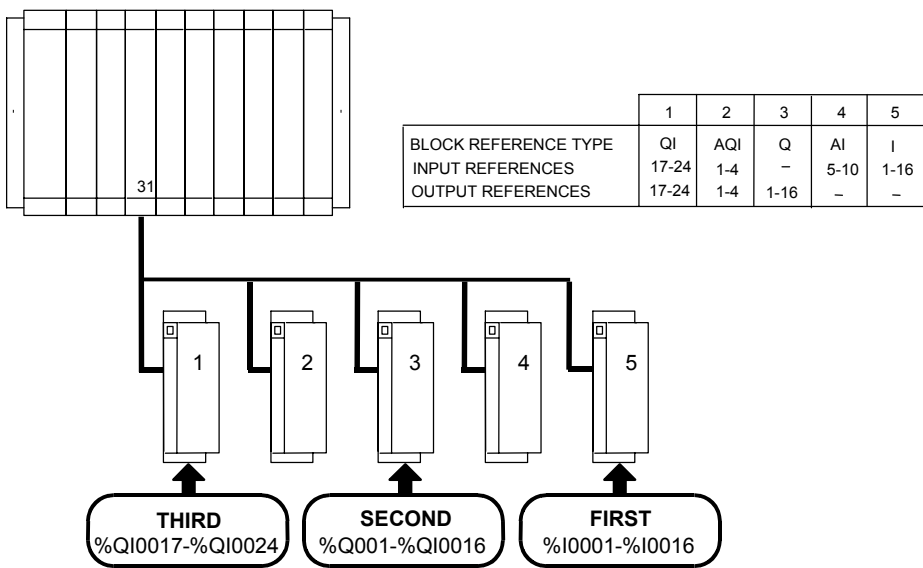 31
1 2 3 4 5
BLOCK REFERENCE TYPE QI AQI Q AI I
INPUT REFERENCES 17-24 1-4 – 5-10 1-16
OUTPUT REFERENCES 17-24 1-4 1-16 – –
1 2 3 4 5
THIRD
%QI0017-%QI0024
SECOND
%Q001-%QI0016
FIRST
%I0001-%I0016